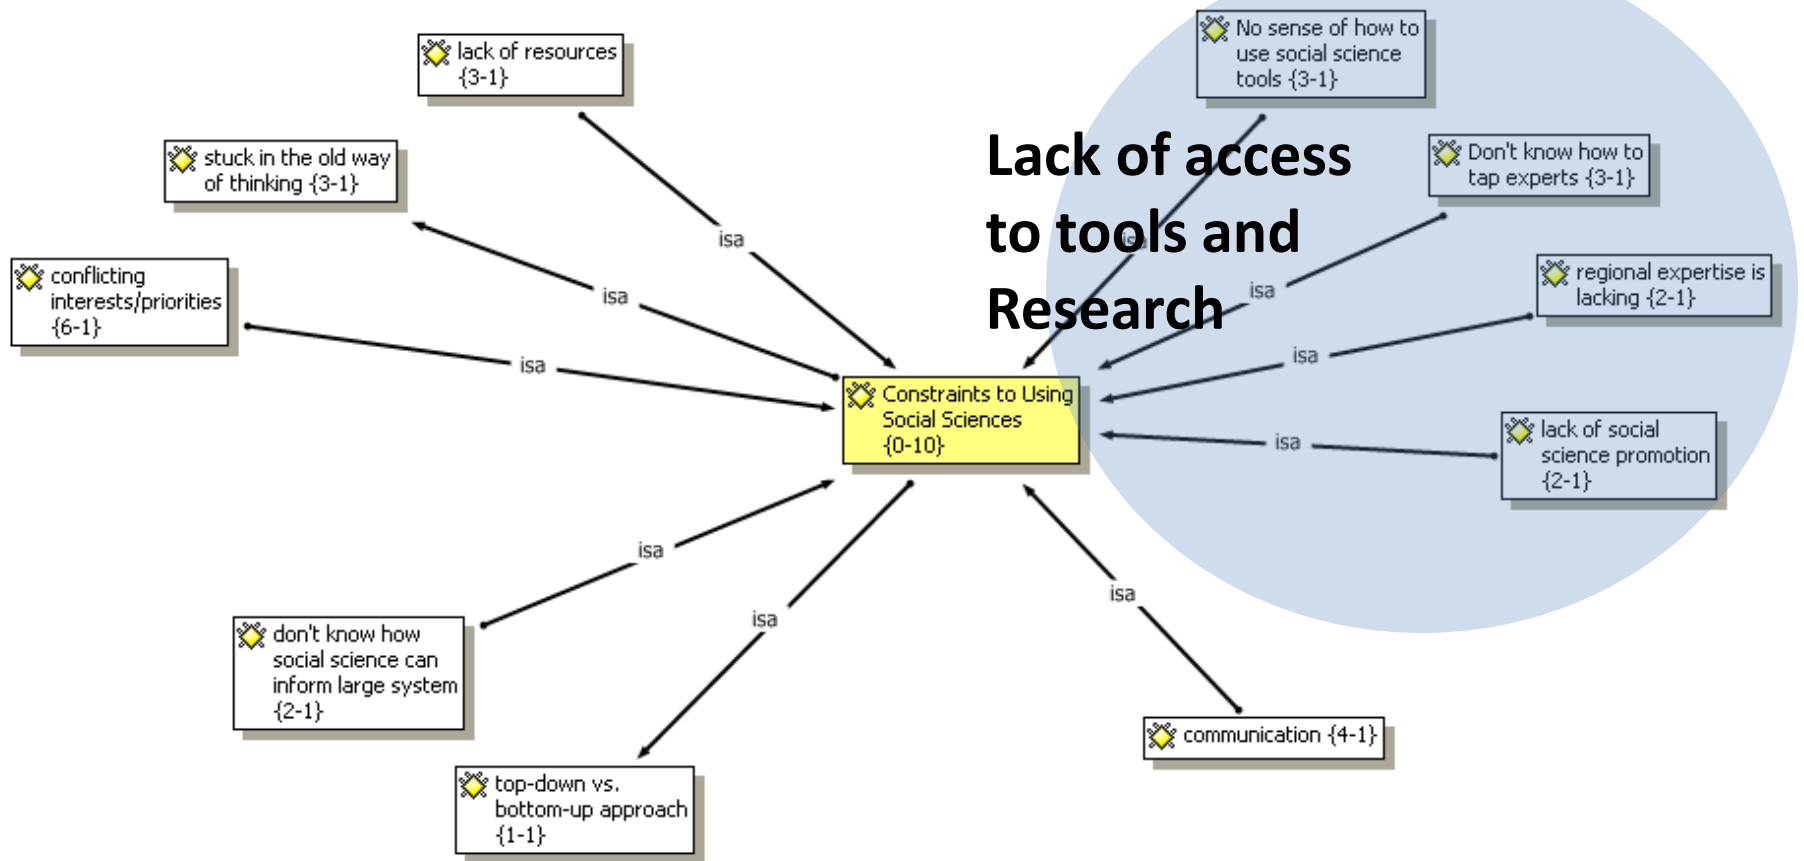 lack of resources
{3-1}
No sense of how to
use social science
tools {3-1}
stuck in the old way
of thinking {3-1}
Lack of access
to tools and
Research
Don't know how to
tap experts {3-1}
isa
isa
conflicting
interests/priorities
{6-1}
isa
isa
regional expertise is
lacking {2-1}
isa
isa
Constraints to Using
Social Sciences
{0-10}
isa
lack of social
science promotion
{2-1}
isa
isa
isa
don't know how
social science can
inform large system
{2-1}
communication {4-1}
top-down vs.
bottom-up approach
{1-1}